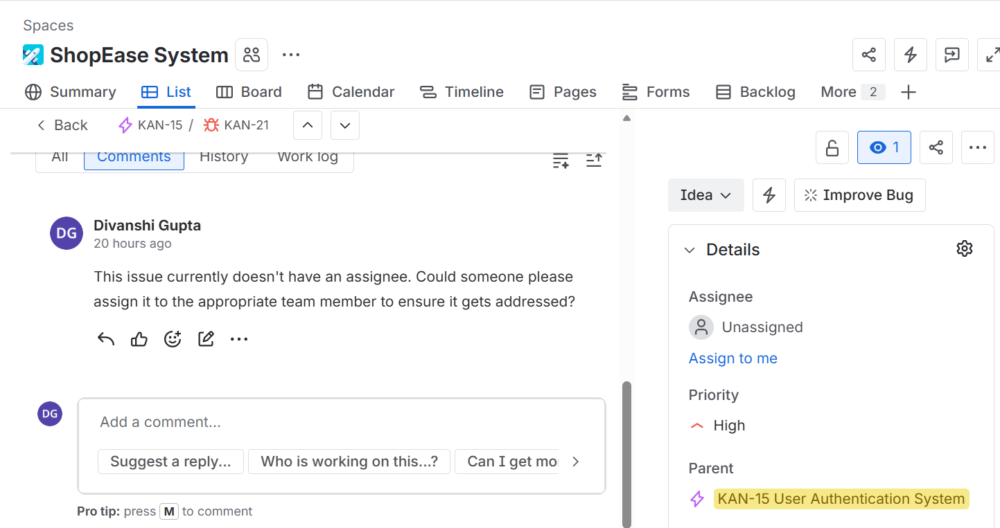 Spaces
ShopEase System
Summary List Board Calendar Timeline Pages Forms Backlog More 2
Back KAN-15 / KAN-21
All Comments History Work log
1
Idea Improve Bug
DG Divanshi Gupta
20 hours ago
This issue currently doesn't have an assignee. Could someone please
assign it to the appropriate team member to ensure it gets addressed?
DG Add a comment...
Suggest a reply... Who is working on this...? Can I get
Pro tip: press M to comment
Details
Assignee
Unassigned
Assign to me
Priority
High
Parent
KAN-15 User Authentication System